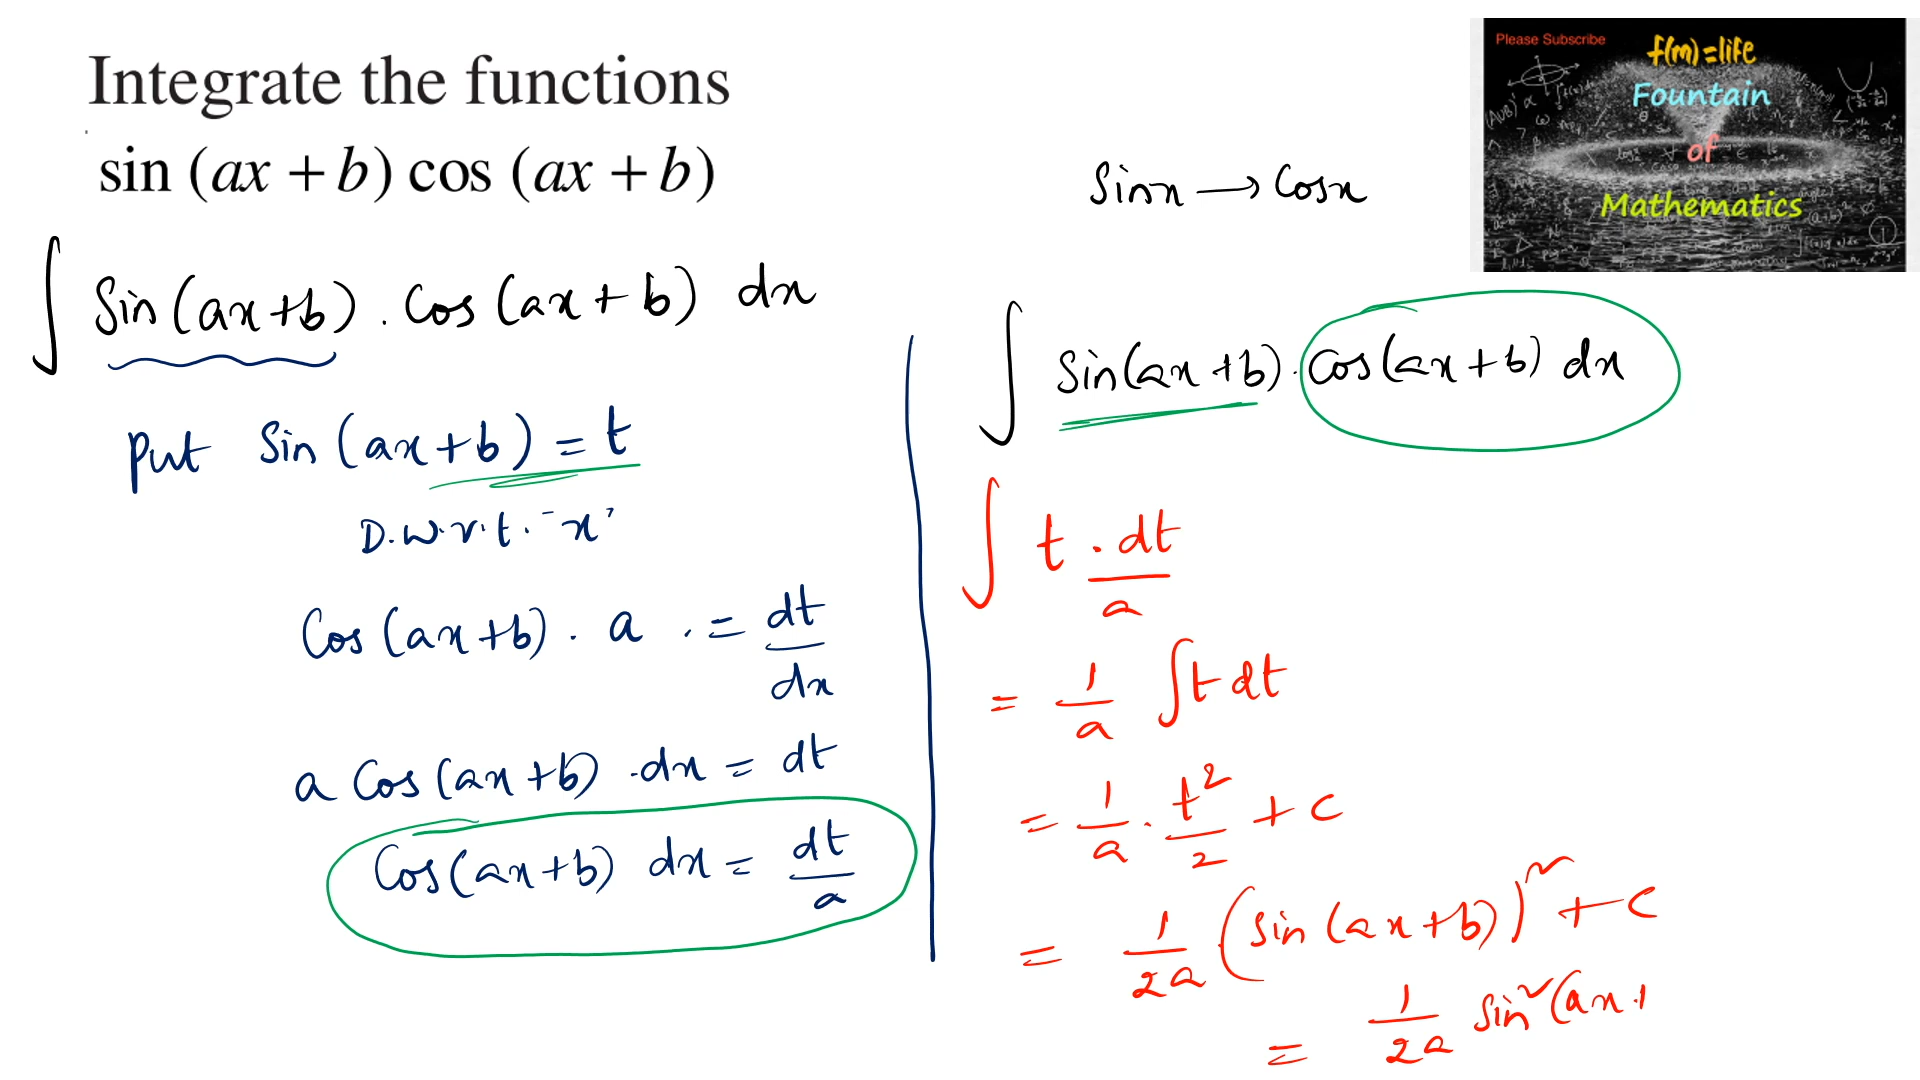 Integrate the functions
sin (ax + b) cos (ax + b)
∫ Sin(ax+b) . Cos(ax+b) dx
Put Sin(ax+b) = t
D.w.r.t. 'x'
Cos(ax+b) . a . = dt/dx
a Cos(ax+b) .dx = dt
Cos(ax+b) dx = dt/a
Sinx → Cosx
∫ Sin(ax+b) . Cos(ax+b) dx
∫ t . dt/a
= 1/a ∫ t dt
= 1/a . t²/2 + c
= 1/2a (Sin(ax+b))² + c
= 1/2a Sin²(ax +
Please Subscribe
f(m)=life
Fountain
of
Mathematics